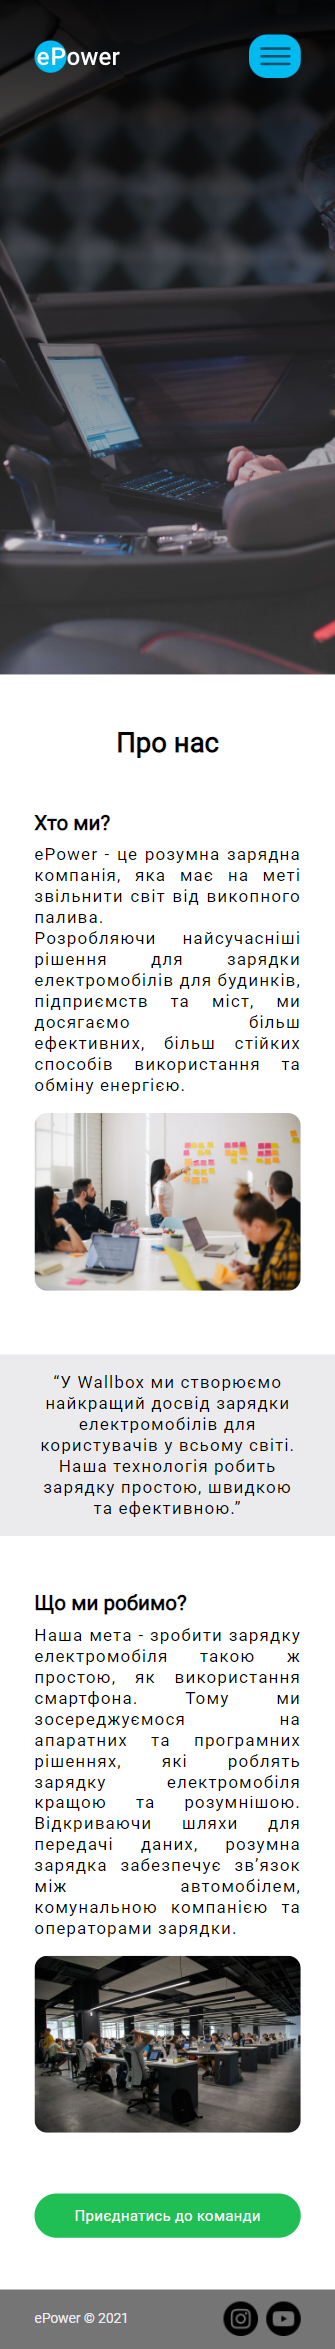 ePower
Про нас
Хто ми?
ePower - це розумна зарядна
компанія, яка має на меті
звільнити світ від викопного
палива.
Розробляючи найсучасніші
рішення для зарядки
електромобілів для будинків,
підприємств та міст, ми
досягаємо більш
ефективних, більш стійких
способів використання та
обміну енергією.
“У Wallbox ми створюємо
найкращий досвід зарядки
електромобілів для
користувачів у всьому світі.
Наша технологія робить
зарядку простою, швидкою
та ефективною.”
Що ми робимо?
Наша мета - зробити зарядку
електромобіля такою ж
простою, як використання
смартфона. Тому ми
зосереджуємося на
апаратних та програмних
рішеннях, які роблять
зарядку електромобіля
кращою та розумнішою.
Відкриваючи шляхи для
передачі даних, розумна
зарядка забезпечує зв’язок
між автомобілем,
комунальною компанією та
операторами зарядки.
Приєднатись до команди
ePower © 2021